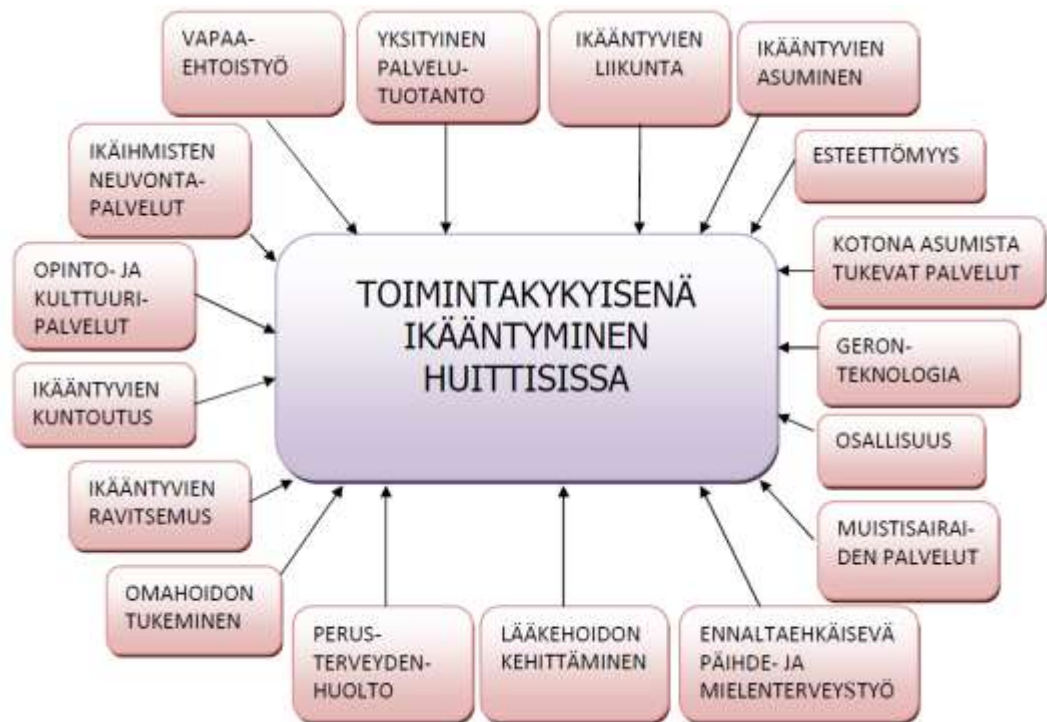 VAPAA-
EHTOISTYÖ
YKSITYINEN
PALVELU-
TUOTANTO
IKÄÄNTYVIEN
LIIKUNTA
IKÄÄNTYVIEN
ASUMINEN
ESTEETTÖMYYS
IKÄIHMISTEN
NEUVONTA-
PALVELUT
KOTONA ASUMISTA
TUKEVAT PALVELUT
OPINTO- JA
KULTTUURI-
PALVELUT
TOIMINTAKYKYISENÄ
IKÄÄNTYMINEN
HUITTISISSA
GERON-
TEKNOLOGIA
IKÄÄNTYVIEN
KUNTOUTUS
OSALLISUUS
IKÄÄNTYVIEN
RAVITSEMUS
MUISTISAIRAI-
DEN PALVELUT
OMAHOIDON
TUKEMINEN
PERUS-
TERVEYDEN-
HUOLTO
LÄÄKEHOIDON
KEHITTÄMINEN
ENNALTAEHKÄISEVÄ
PÄIHDE- JA
MIELENTERVEYSTYÖ